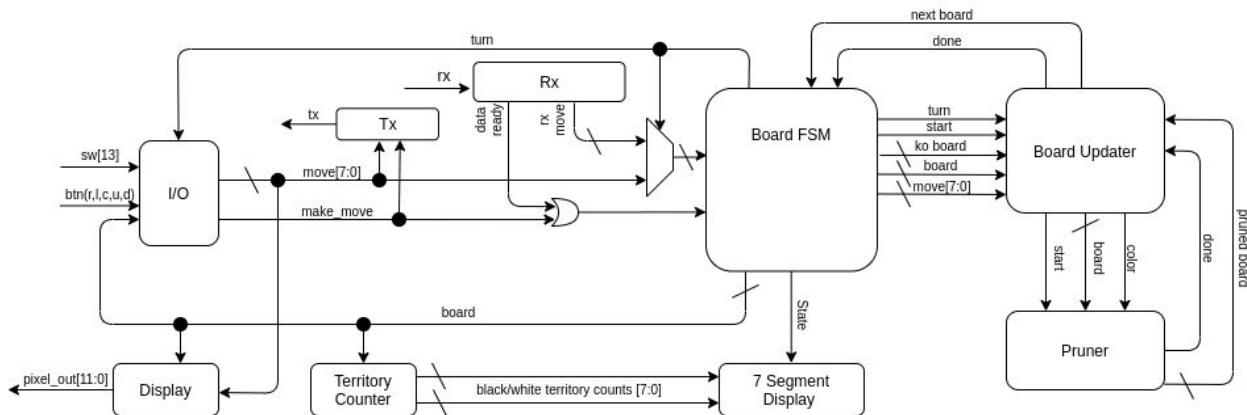 next board
turn
done
rx
Rx
tx
Tx
data
ready
rx
move
Board FSM
turn
start
ko board
board
move[7:0]
Board Updater
sw[13]
I/O
move[7:0]
btn(r,l,c,u,d)
make_move
start
board
color
done
pruned board
board
State
Pruner
pixel_out[11:0]
Display
Territory
Counter
black/white territory counts [7:0]
7 Segment
Display